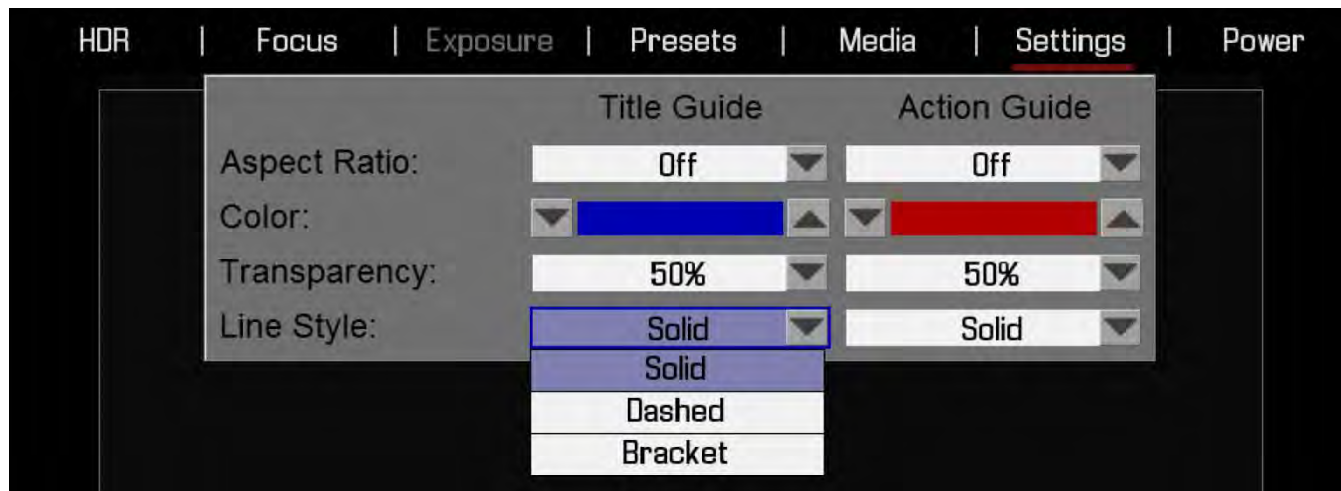 HDR | Focus | Exposure | Presets | Media | Settings | Power
Title Guide Action Guide
Aspect Ratio: Off Off
Color:
Transparency: 50% 50%
Line Style: Solid Solid
Solid
Dashed
Bracket